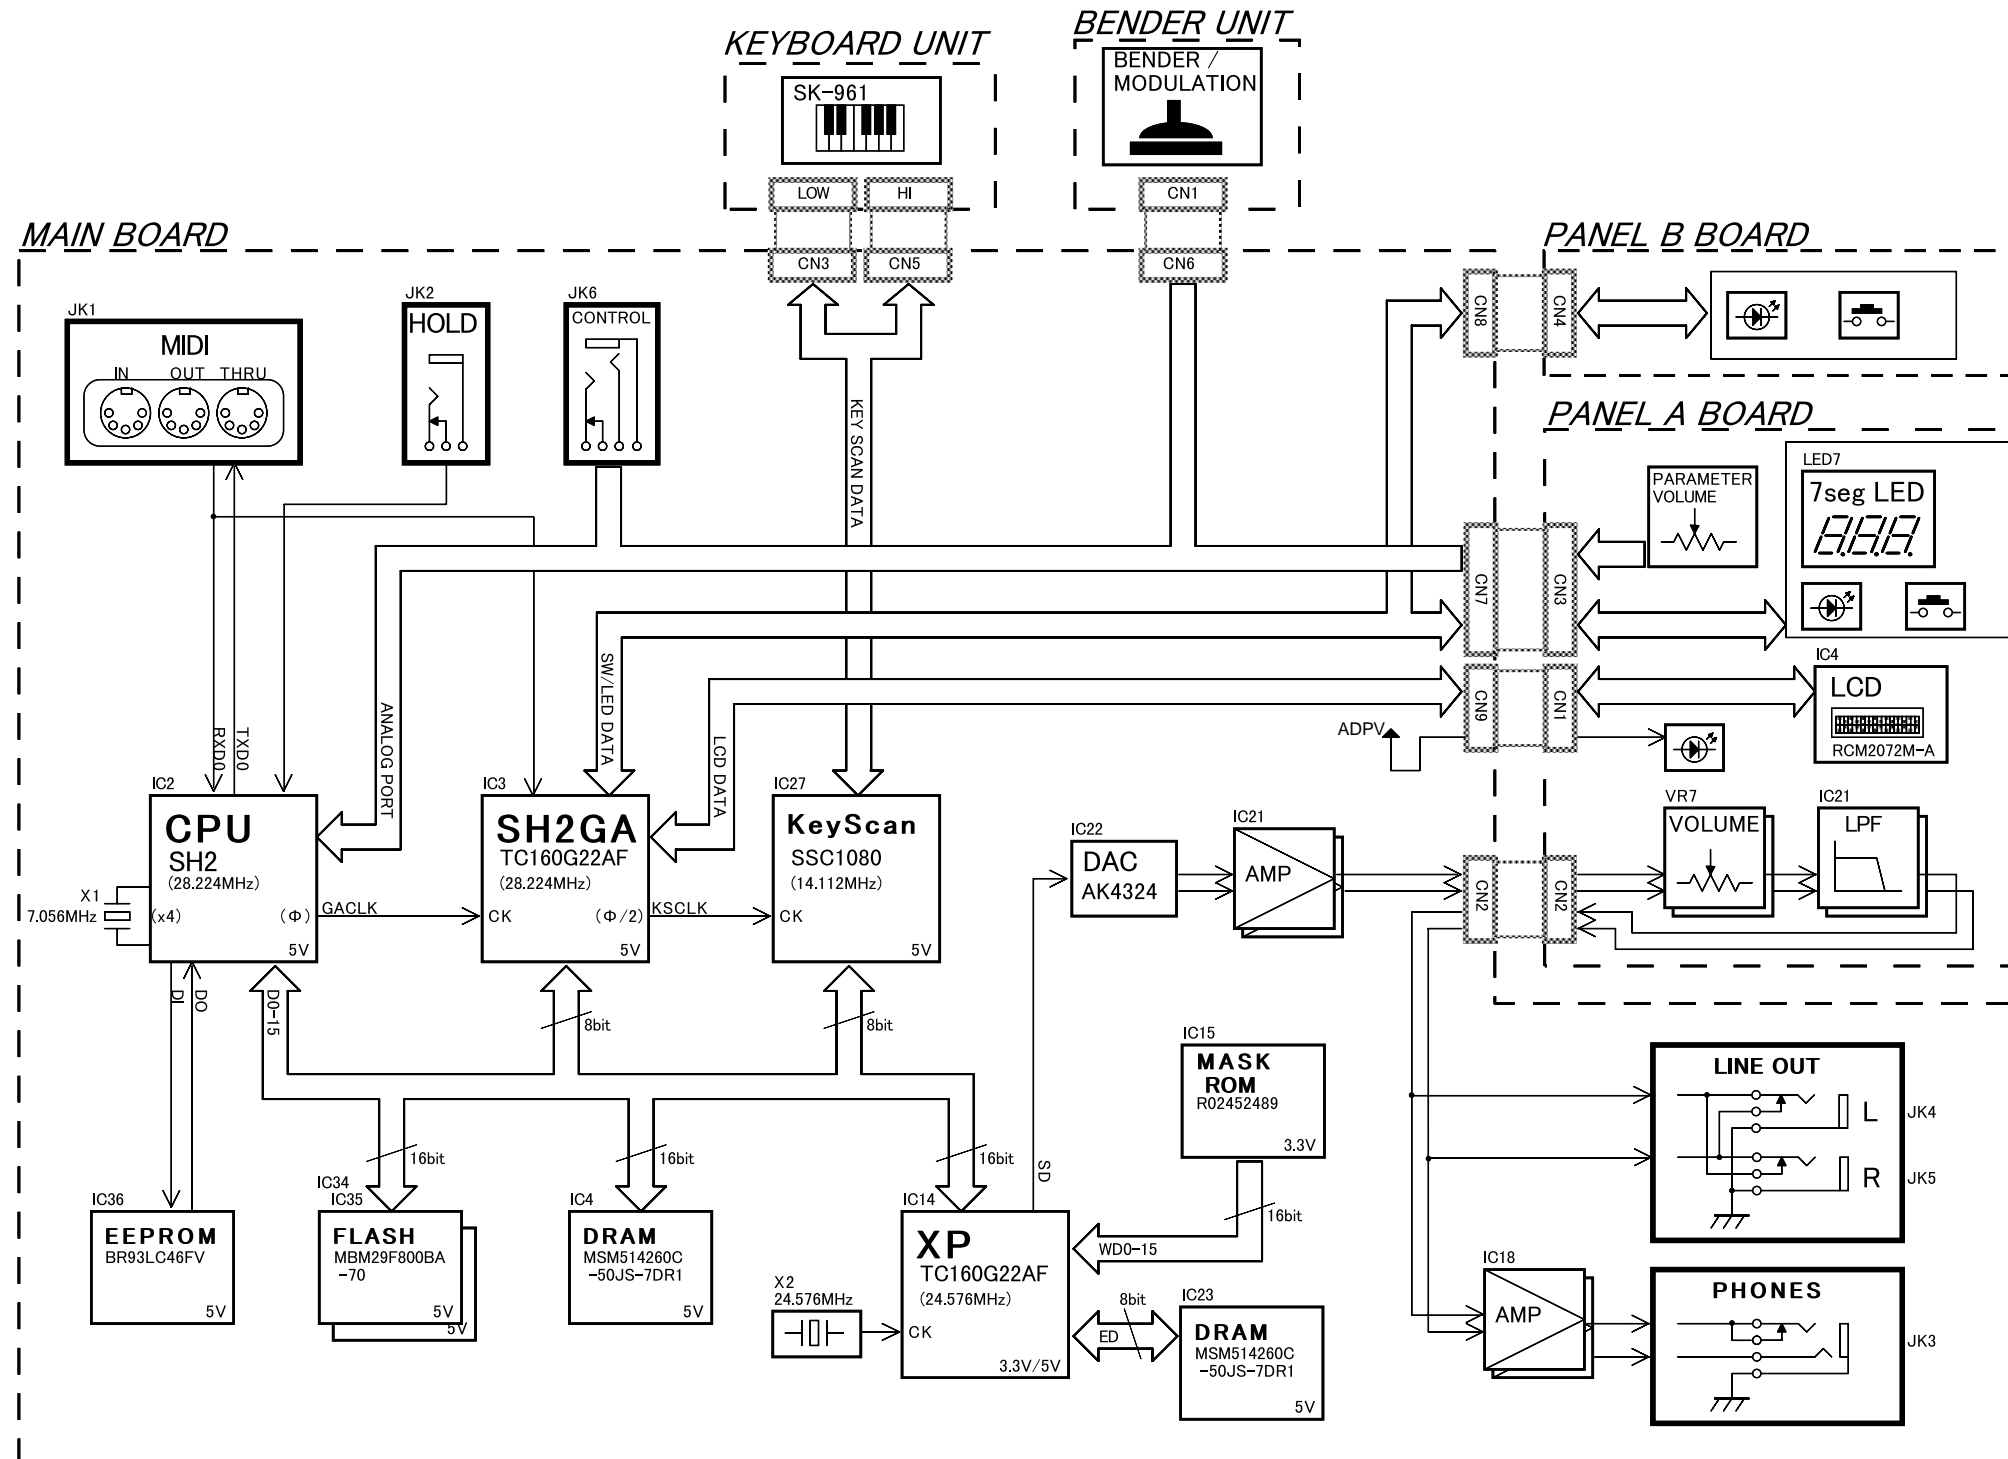 KEYBOARD UNIT
SK-961
LOW
HI
CN3
CN5
BENDER UNIT
BENDER /
MODULATION
CN1
CN6
MAIN BOARD
JK1
MIDI
IN
OUT
THRU
JK2
HOLD
JK6
CONTROL
KEY SCAN DATA
RXD0
TXD0
ANALOG PORT
SW/LED DATA
LCD DATA
PANEL B BOARD
CN8
CN4
PANEL A BOARD
PARAMETER
VOLUME
LED7
7seg LED
8.8.8.
CN7
CN3
IC4
LCD
RCM2072M-A
CN9
CN1
ADPV
IC2
CPU
SH2
(28.224MHz)
(x4)
(Φ)
5V
X1
7.056MHz
GACLK
IC3
SH2GA
TC160G22AF
(28.224MHz)
CK
(Φ/2)
5V
KSCLK
IC27
KeyScan
SSC1080
(14.112MHz)
CK
5V
IC22
DAC
AK4324
IC21
AMP
CN2
CN2
VR7
VOLUME
IC21
LPF
DI
DO
D0-15
8bit
8bit
16bit
16bit
16bit
SD
IC15
MASK
ROM
R02452489
3.3V
16bit
WD0-15
IC36
EEPROM
BR93LC46FV
5V
IC34
IC35
FLASH
MBM29F800BA
-70
5V
5V
IC4
DRAM
MSM514260C
-50JS-7DR1
5V
IC14
XP
TC160G22AF
(24.576MHz)
CK
3.3V/5V
X2
24.576MHz
ED
8bit
IC23
DRAM
MSM514260C
-50JS-7DR1
5V
LINE OUT
L
JK4
R
JK5
IC18
AMP
PHONES
JK3